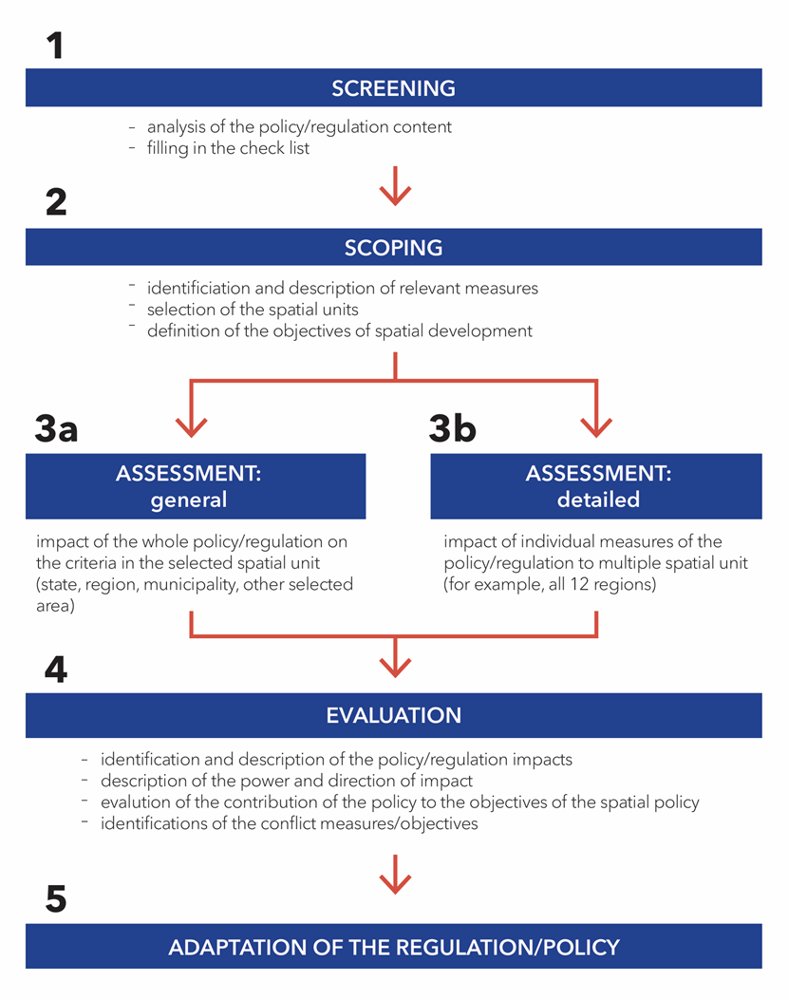 1
SCREENING
- analysis of the policy/regulation content
- filling in the check list
2
SCOPING
- identificiation and description of relevant measures
- selection of the spatial units
- definition of the objectives of spatial development
3a
ASSESSMENT:
general
impact of the whole policy/regulation on
the criteria in the selected spatial unit
(state, region, municipality, other selected
area)
3b
ASSESSMENT:
detailed
impact of individual measures of the
policy/regulation to multiple spatial unit
(for example, all 12 regions)
4
EVALUATION
- identification and description of the policy/regulation impacts
- description of the power and direction of impact
- evalution of the contribution of the policy to the objectives of the spatial policy
- identifications of the conflict measures/objectives
5
ADAPTATION OF THE REGULATION/POLICY